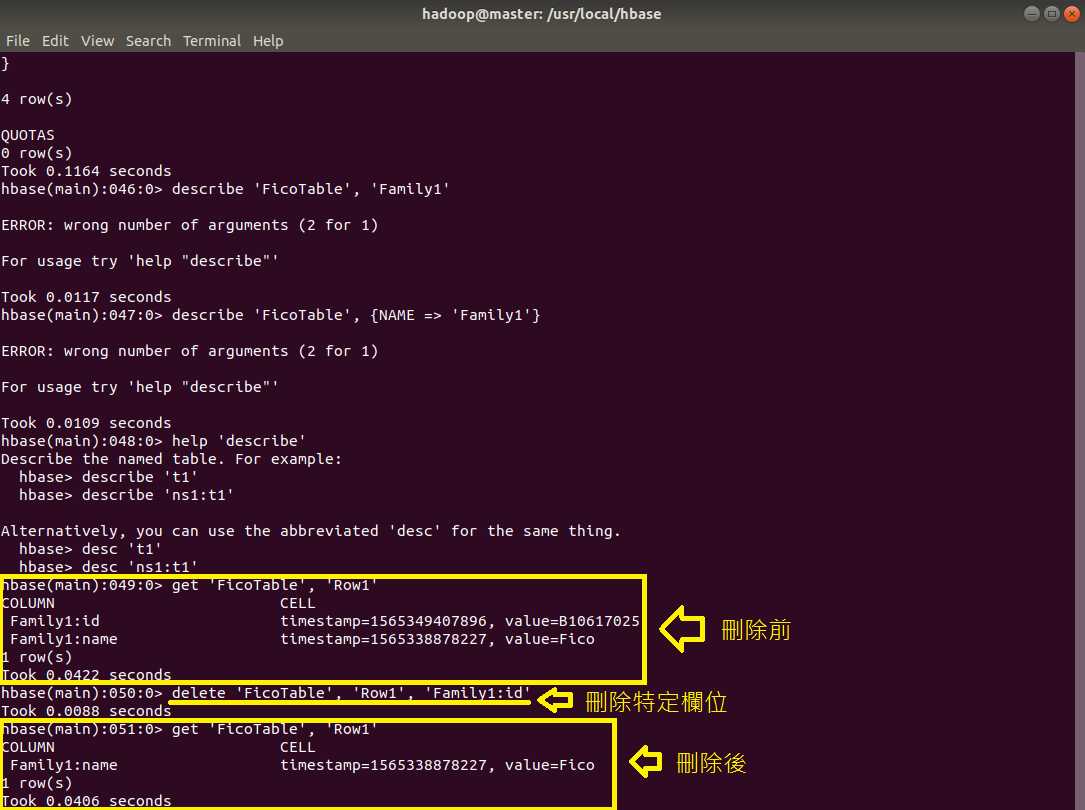 hadoop@master: /usr/local/hbase
File Edit View Search Terminal Help
}
4 row(s)
QUOTAS
0 row(s)
Took 0.1164 seconds
hbase(main):046:0> describe 'FicoTable', 'Family1'
ERROR: wrong number of arguments (2 for 1)
For usage try 'help "describe"'
Took 0.0117 seconds
hbase(main):047:0> describe 'FicoTable', {NAME => 'Family1'}
ERROR: wrong number of arguments (2 for 1)
For usage try 'help "describe"'
Took 0.0109 seconds
hbase(main):048:0> help 'describe'
Describe the named table. For example:
hbase> describe 't1'
hbase> describe 'ns1:t1'
Alternatively, you can use the abbreviated 'desc' for the same thing.
hbase> desc 't1'
hbase> desc 'ns1:t1'
hbase(main):049:0> get 'FicoTable', 'Row1'
COLUMN CELL
Family1:id timestamp=1565349407896, value=B10617025
Family1:name timestamp=1565338878227, value=Fico
1 row(s)
Took 0.0422 seconds
刪除前
hbase(main):050:0> delete 'FicoTable', 'Row1', 'Family1:id'
刪除特定欄位
Took 0.0088 seconds
hbase(main):051:0> get 'FicoTable', 'Row1'
COLUMN CELL
Family1:name timestamp=1565338878227, value=Fico
1 row(s)
Took 0.0406 seconds
刪除後